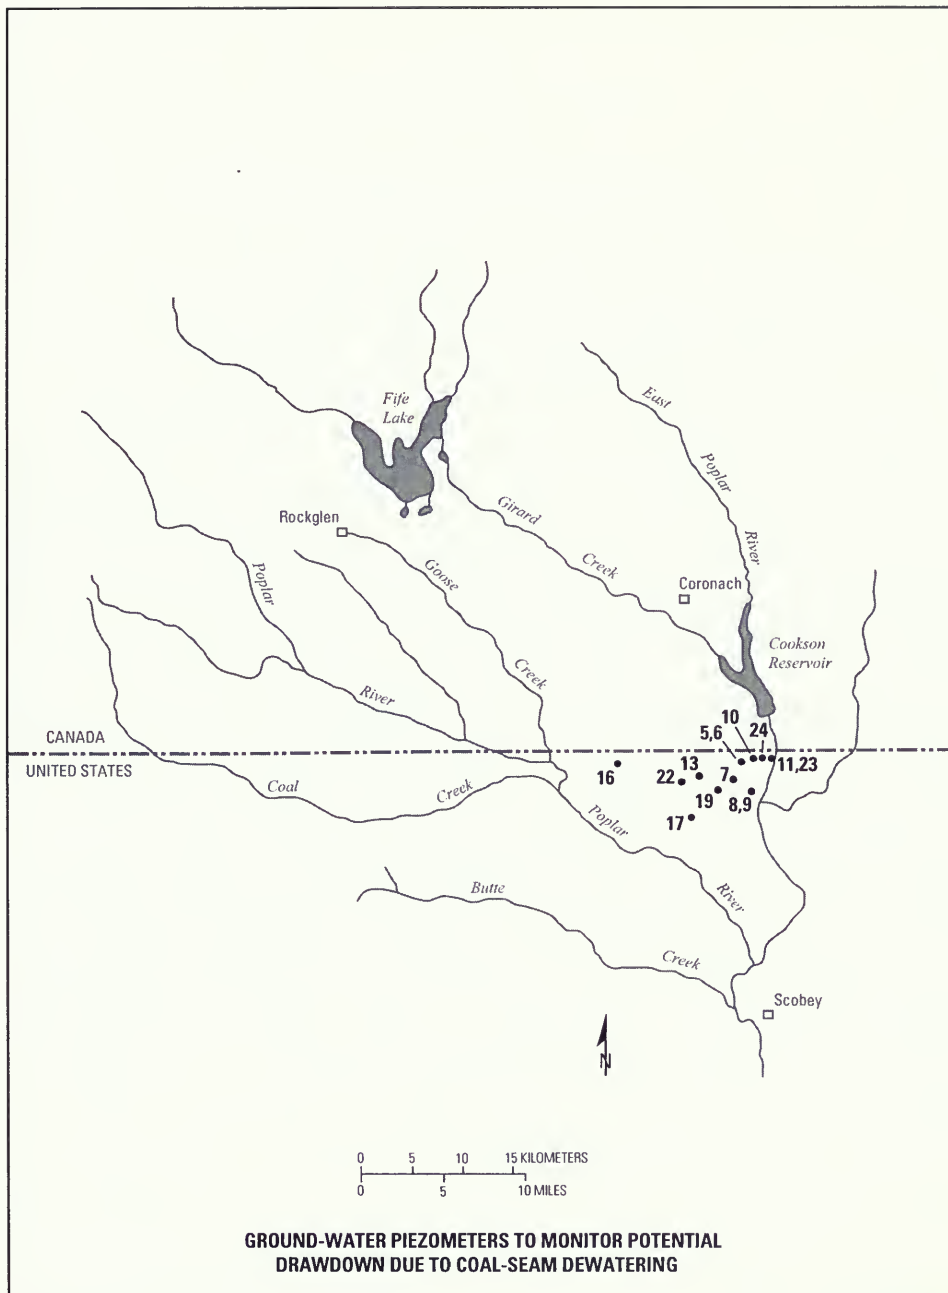 Fife
Lake
East
Poplar
River
Rockglen
Girard
Creek
Goose
Creek
Coronach
Poplar
River
Cookson
Reservoir
10
5,6
24
CANADA
UNITED STATES
11,23
16
13
22
7
Coal
Creek
19
8,9
17
Poplar
River
Butte
Creek
Scobey
N
0 5 10 15 KILOMETERS
0 5 10 MILES
GROUND-WATER PIEZOMETERS TO MONITOR POTENTIAL
DRAWDOWN DUE TO COAL-SEAM DEWATERING